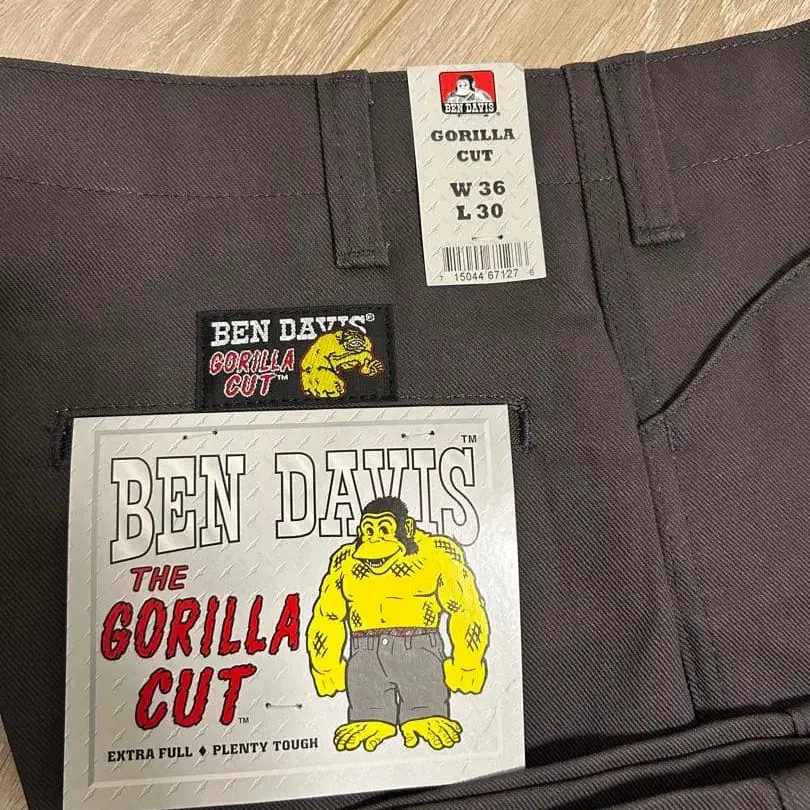 BEN DAVIS
GORILLA
CUT
W 36
L 30
7 15044 67127 6
BEN DAVIS®
GORILLA
CUT™
BEN DAVIS™
THE
GORILLA
CUT™
EXTRA FULL ♦ PLENTY TOUGH